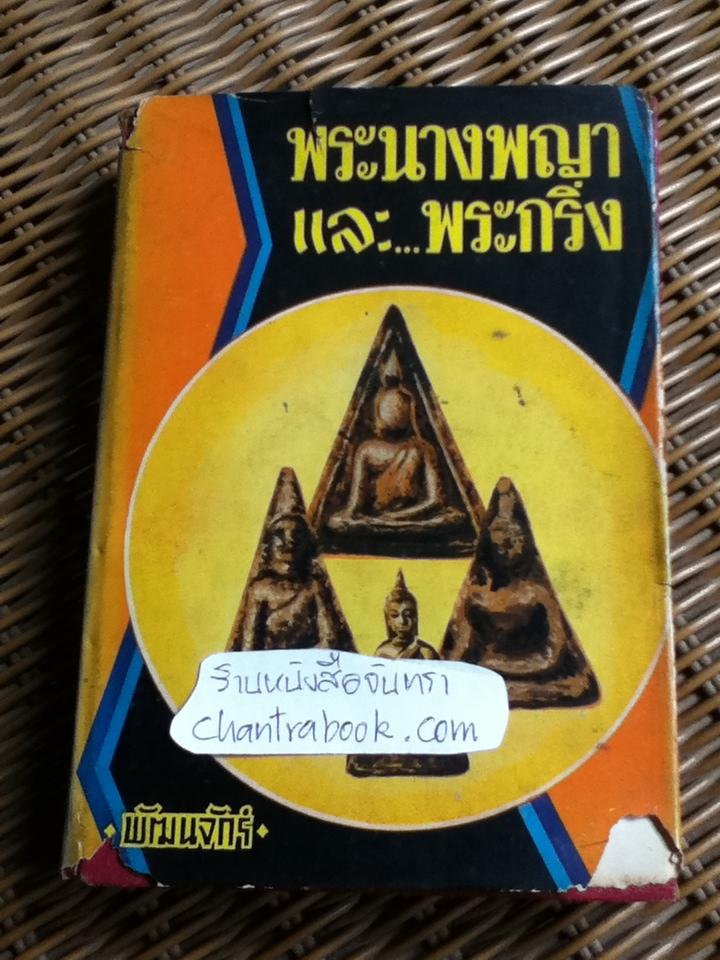 พระนางพญา
และ...พระกริ่ง
ร้านหนังสือจันทรา
chantrabook.com
• พัฒนจักร์ •